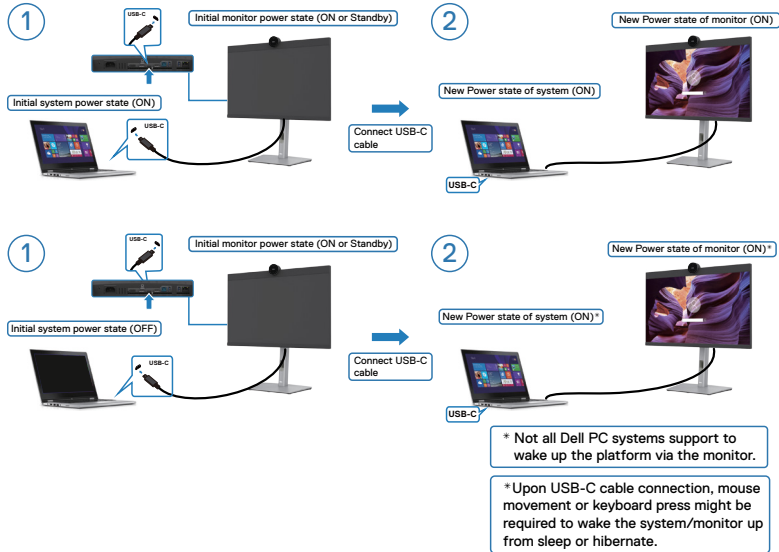 1
USB-C
Initial monitor power state (ON or Standby)
Initial system power state (ON)
USB-C
Connect USB-C
cable
2
New Power state of monitor (ON)
New Power state of system (ON)
USB-C
1
USB-C
Initial monitor power state (ON or Standby)
Initial system power state (OFF)
USB-C
Connect USB-C
cable
2
New Power state of monitor (ON)*
New Power state of system (ON)*
USB-C
* Not all Dell PC systems support to
wake up the platform via the monitor.
*Upon USB-C cable connection, mouse
movement or keyboard press might be
required to wake the system/monitor up
from sleep or hibernate.